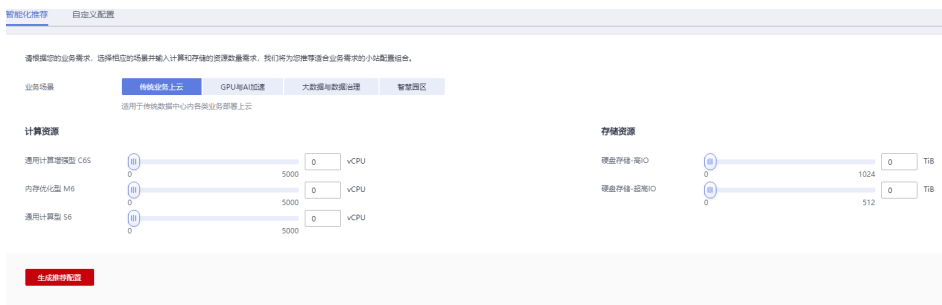 智能化推荐 自定义配置
请根据您的业务需求，选择相应的场景并输入计算和存储的资源数量需求，我们将为您推荐适合业务需求的小站配置组合。
业务场景 传统业务上云 GPU与AI加速 大数据与数据治理 智慧园区
适用于传统数据中心内各类业务部署上云
计算资源 存储资源
通用计算增强型 C6S 0 vCPU 硬盘存储-高IO 0 TiB
0 5000 0 1024
内存优化型 M6 0 vCPU 硬盘存储-超高IO 0 TiB
0 5000 0 512
通用计算型 S6 0 vCPU
0 5000
生成推荐配置